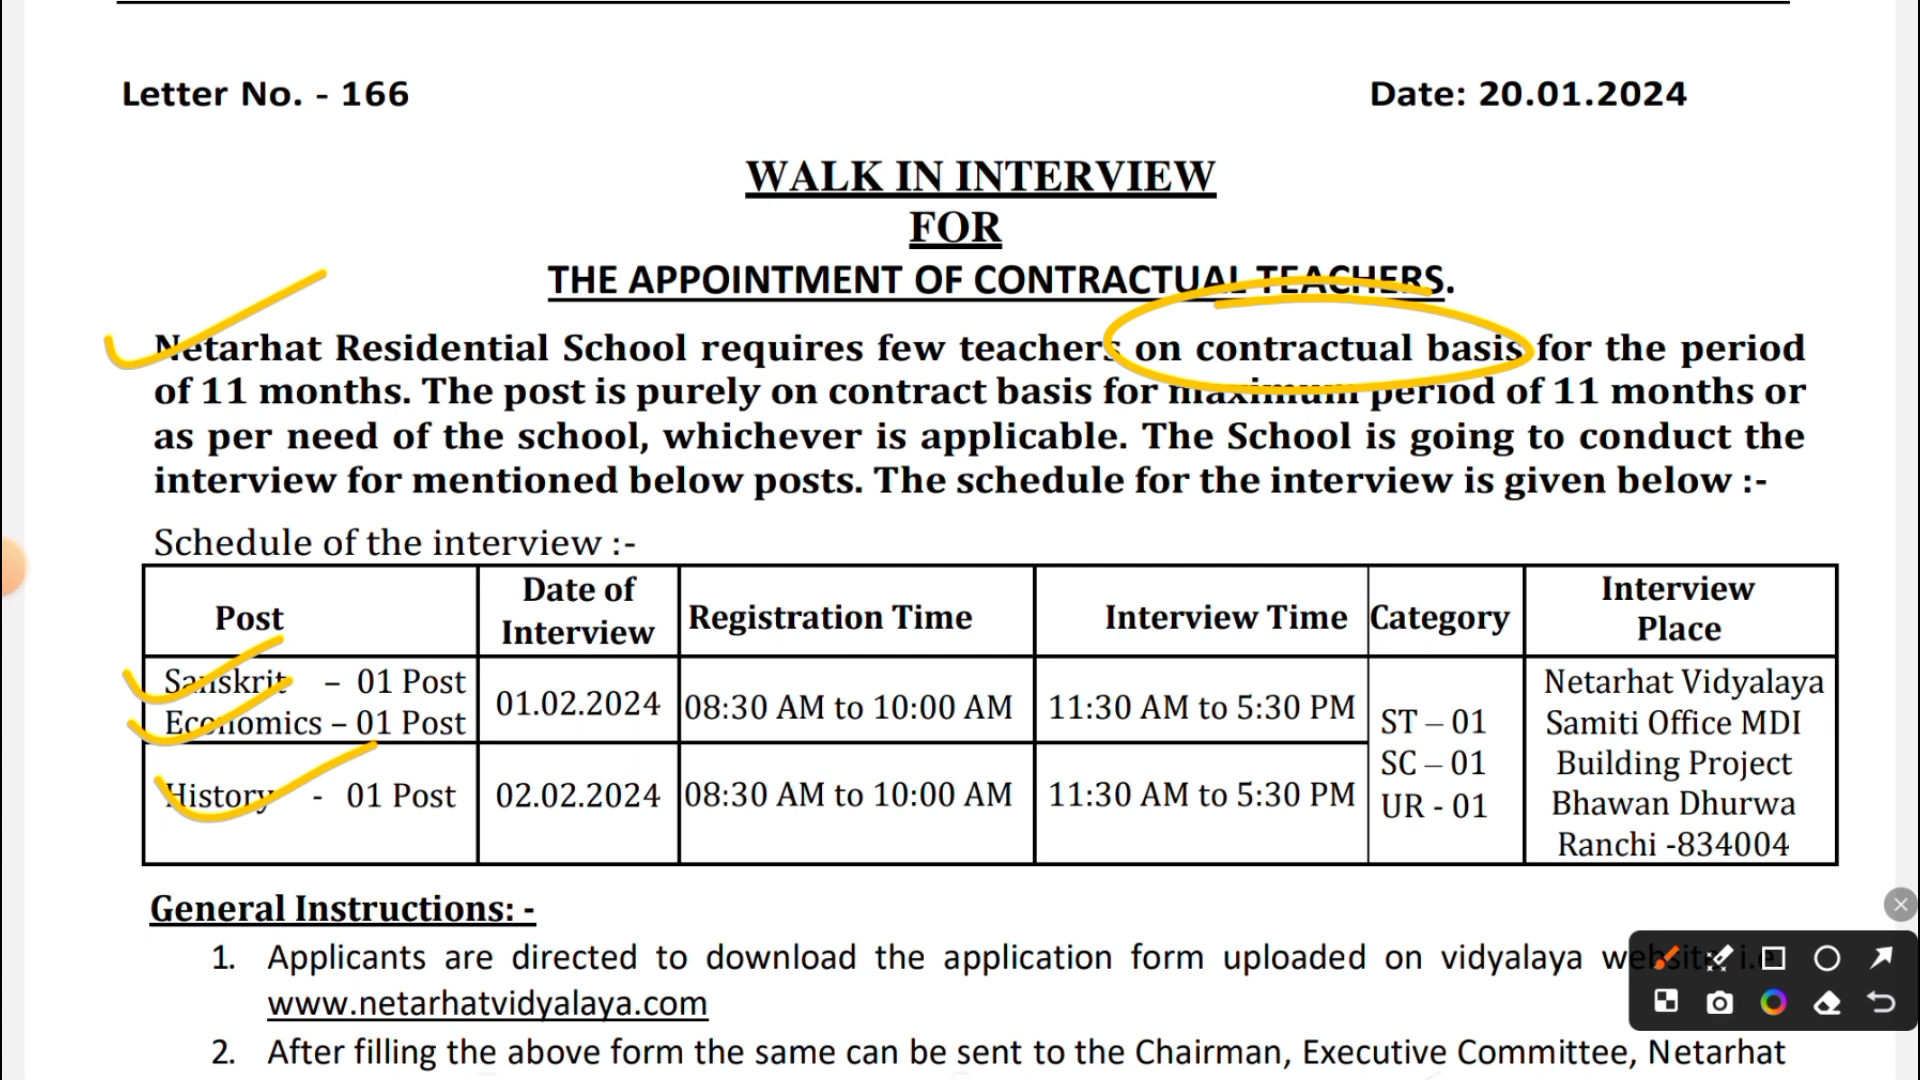 Letter No. - 166 Date: 20.01.2024
WALK IN INTERVIEW
FOR
THE APPOINTMENT OF CONTRACTUAL TEACHERS.
Netarhat Residential School requires few teachers on contractual basis for the period
of 11 months. The post is purely on contract basis for maximum period of 11 months or
as per need of the school, whichever is applicable. The School is going to conduct the
interview for mentioned below posts. The schedule for the interview is given below :-
Schedule of the interview :-
Post Date of Interview Registration Time Interview Time Category Interview Place
Sanskrit – 01 Post
Economics – 01 Post
01.02.2024 08:30 AM to 10:00 AM 11:30 AM to 5:30 PM
History - 01 Post 02.02.2024 08:30 AM to 10:00 AM 11:30 AM to 5:30 PM
ST – 01
SC – 01
UR - 01
Netarhat Vidyalaya
Samiti Office MDI
Building Project
Bhawan Dhurwa
Ranchi -834004
General Instructions: -
1. Applicants are directed to download the application form uploaded on vidyalaya website i.e
www.netarhatvidyalaya.com
2. After filling the above form the same can be sent to the Chairman, Executive Committee, Netarhat